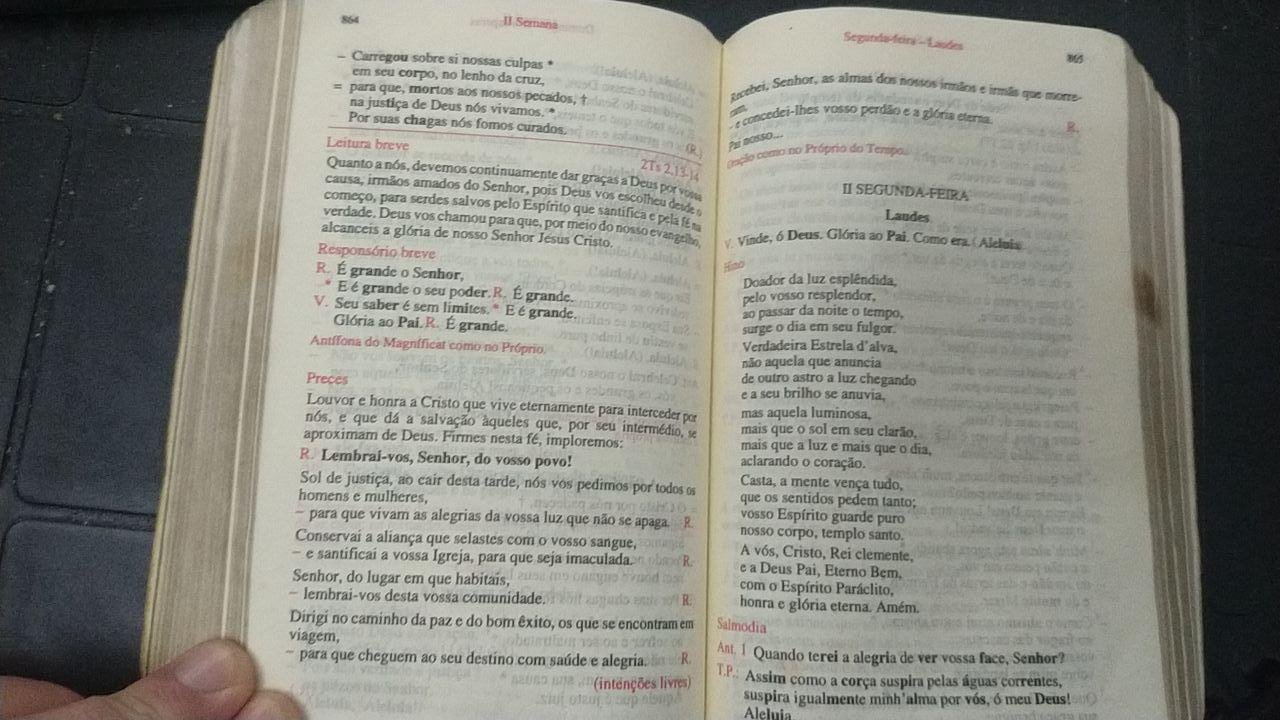 864
II Semana
– Carregou sobre si nossas culpas *
em seu corpo, no lenho da cruz,
= para que, mortos aos nossos pecados, †
na justiça de Deus nós vivamos. *
Por suas chagas nós fomos curados.
(R.)
Leitura breve
2Ts 2,13-14
Quanto a nós, devemos continuamente dar graças a Deus por vossa
causa, irmãos amados do Senhor, pois Deus vos escolheu desde o
começo, para serdes salvos pelo Espírito que santifica e pela fé na
verdade. Deus vos chamou para que, por meio do nosso evangelho,
alcanceis a glória de nosso Senhor Jesus Cristo.
Responsório breve
R. É grande o Senhor,
* E é grande o seu poder. R. É grande.
V. Seu saber é sem limites. * E é grande.
Glória ao Pai. R. É grande.
Antífona do Magníficat como no Próprio.
Preces
Louvor e honra a Cristo que vive eternamente para interceder por
nós, e que dá a salvação àqueles que, por seu intermédio, se
aproximam de Deus. Firmes nesta fé, imploremos:
R. Lembrai-vos, Senhor, do vosso povo!
Sol de justiça, ao cair desta tarde, nós vos pedimos por todos os
homens e mulheres,
– para que vivam as alegrias da vossa luz que não se apaga. R.
Conservai a aliança que selastes com o vosso sangue,
– e santificai a vossa Igreja, para que seja imaculada. R.
Senhor, do lugar em que habitais,
– lembrai-vos desta vossa comunidade. R.
Dirigi no caminho da paz e do bom êxito, os que se encontram em
viagem,
– para que cheguem ao seu destino com saúde e alegria. R.
(intenções livres)
Segunda-feira – Laudes
865
Recebei, Senhor, as almas dos nossos irmãos e irmãs que morre-
ram,
– e concedei-lhes vosso perdão e a glória eterna. R.
Pai nosso...
Oração como no Próprio do Tempo.
II SEGUNDA-FEIRA
Laudes
V. Vinde, ó Deus. Glória ao Pai. Como era. (Aleluia
Hino
Doador da luz esplêndida,
pelo vosso resplendor,
ao passar da noite o tempo,
surge o dia em seu fulgor.
Verdadeira Estrela d'alva,
não aquela que anuncia
de outro astro a luz chegando
e a seu brilho se anuvia,
mas aquela luminosa,
mais que o sol em seu clarão,
mais que a luz e mais que o dia,
aclarando o coração.
Casta, a mente vença tudo,
que os sentidos pedem tanto;
vosso Espírito guarde puro
nosso corpo, templo santo.
A vós, Cristo, Rei clemente,
e a Deus Pai, Eterno Bem,
com o Espírito Paráclito,
honra e glória eterna. Amém.
Salmodia
Ant. 1 Quando terei a alegria de ver vossa face, Senhor?
T.P.: Assim como a corça suspira pelas águas correntes,
suspira igualmente minh'alma por vós, ó meu Deus!
Aleluia.